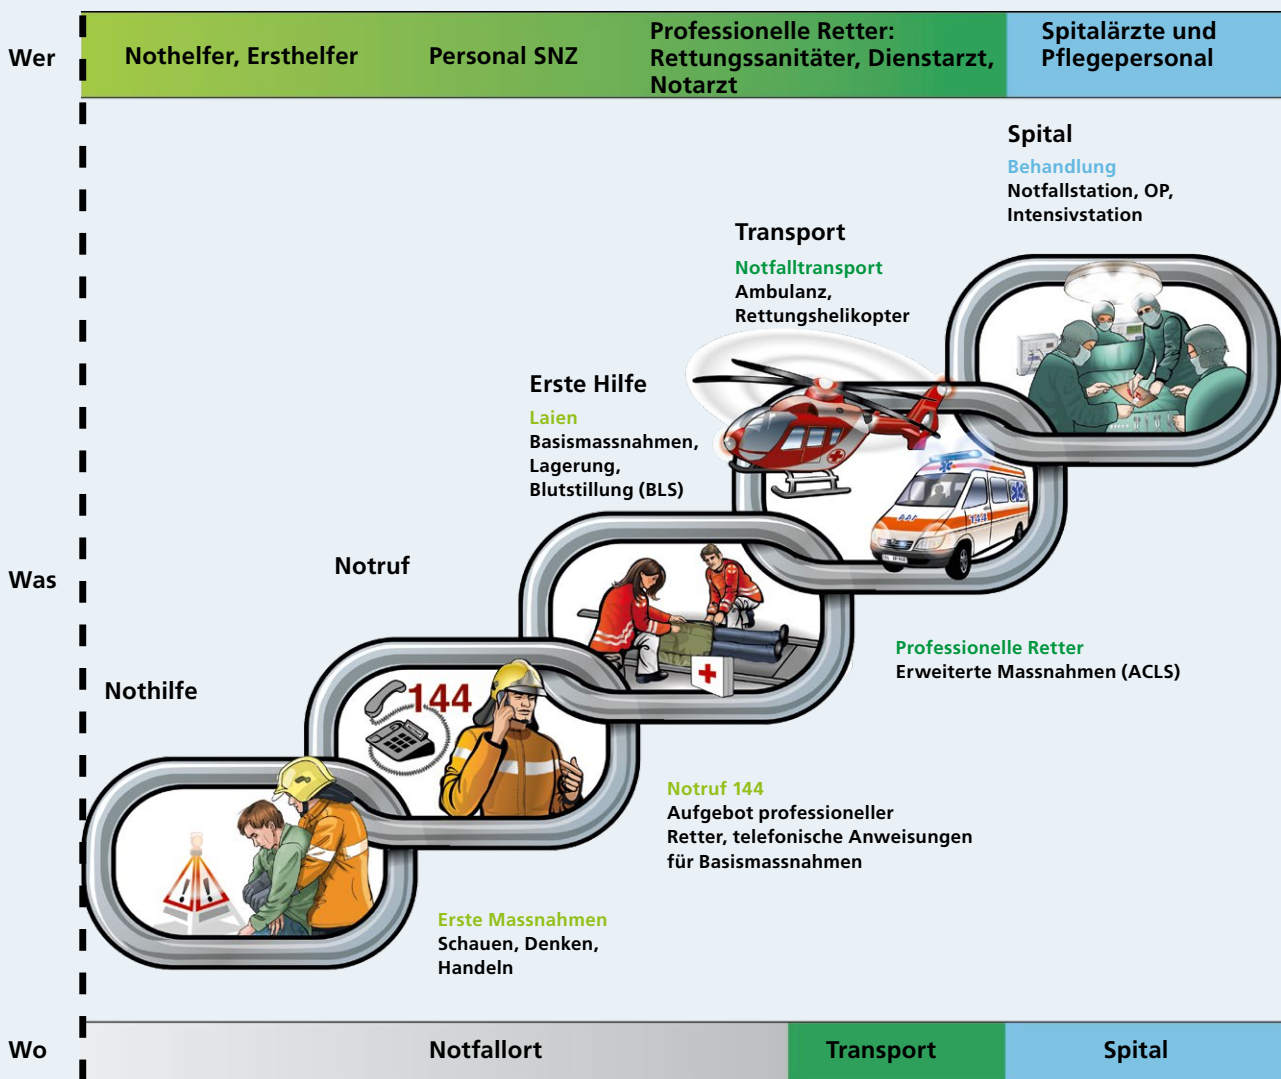 Wer
Nothelfer, Ersthelfer
Personal SNZ
Professionelle Retter:
Rettungssanitäter, Dienstarzt,
Notarzt
Spitalärzte und
Pflegepersonal
Spital
Behandlung
Notfallstation, OP,
Intensivstation
Transport
Notfalltransport
Ambulanz,
Rettungshelikopter
Erste Hilfe
Laien
Basismassnahmen,
Lagerung,
Blutstillung (BLS)
Was
Notruf
144
144
Professionelle Retter
Erweiterte Massnahmen (ACLS)
Nothilfe
Notruf 144
Aufgebot professioneller
Retter, telefonische Anweisungen
für Basismassnahmen
Erste Massnahmen
Schauen, Denken,
Handeln
Wo
Notfallort
Transport
Spital